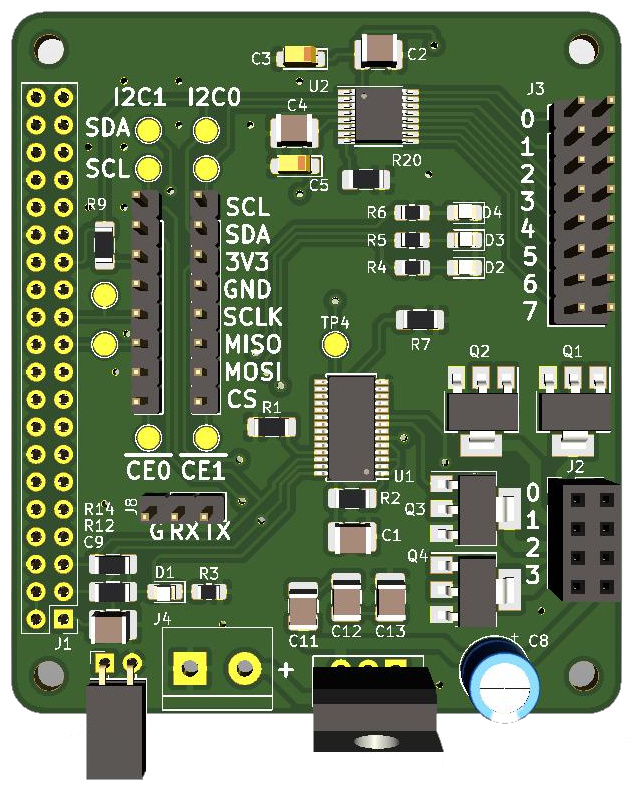 C3
C2
U2
J3
I2C1 I2C0
C4
0
SDA
1
R20
SCL
2
C5
R9
SCL
R6
D4
3
SDA
R5
D3
4
3V3
R4
D2
5
GND
6
SCLK
TP4
7
MISO
R7
Q2
Q1
MOSI
CS
R1
CE0 CE1
U1
J2
J8
R2
0
R14
Q3
1
R12
G RX TX
C1
2
C9
Q4
3
D1
R3
J4
C11
C12
C13
J1
+
+
C8